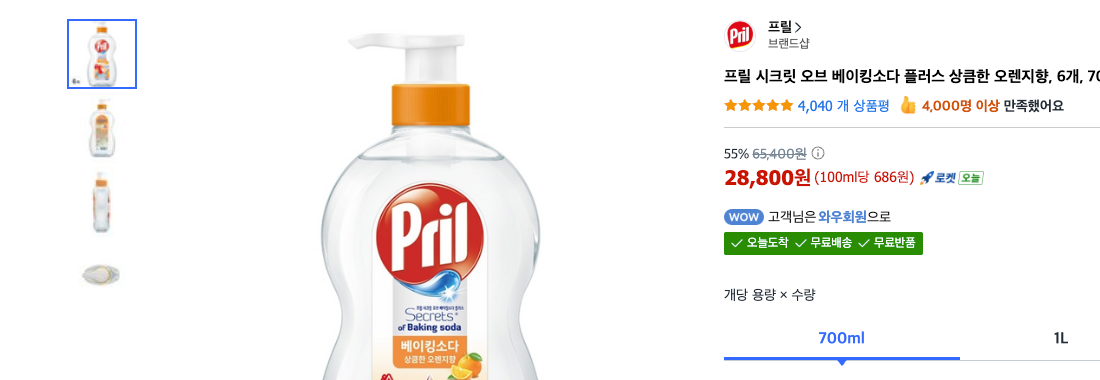 프릴 >
브랜드샵
프릴 시크릿 오브 베이킹소다 플러스 상큼한 오렌지향, 6개, 70
4,040 개 상품평 4,000명 이상 만족했어요
55% 65,400원
28,800원 (100ml당 686원) 로켓 오늘
WOW 고객님은 와우회원으로
✓ 오늘도착 ✓ 무료배송 ✓ 무료반품
개당 용량 × 수량
700ml 1L
Pril
Pril
Secrets+
of Baking soda
베이킹소다
상큼한 오렌지향